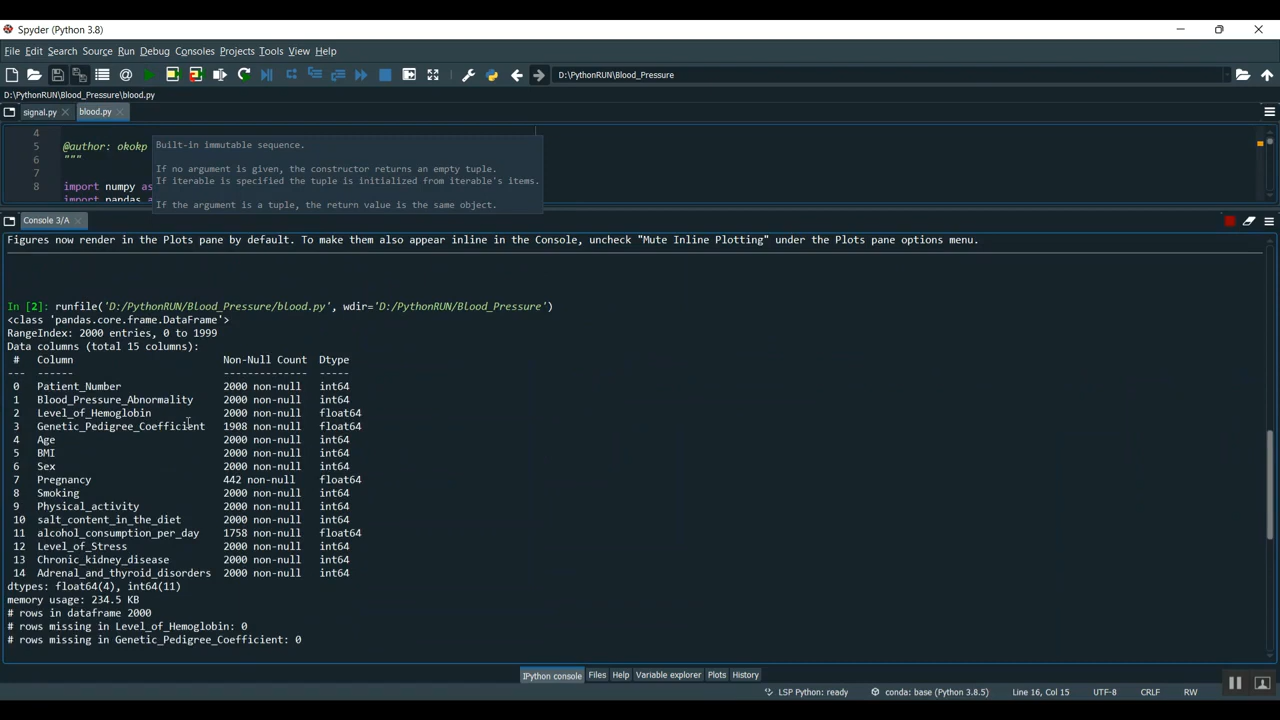 Spyder (Python 3.8)
File Edit Search Source Run Debug Consoles Projects Tools View Help
D:\PythonRUN\Blood_Pressure
D:\PythonRUN\Blood_Pressure\blood.py
signal.py blood.py
4
5 @author: okokp
6 """
7
8 import numpy as
import pandas a
Built-in immutable sequence.
If no argument is given, the constructor returns an empty tuple.
If iterable is specified the tuple is initialized from iterable's items.
If the argument is a tuple, the return value is the same object.
Console 3/A
Figures now render in the Plots pane by default. To make them also appear inline in the Console, uncheck "Mute Inline Plotting" under the Plots pane options menu.
In [2]: runfile('D:/PythonRUN/Blood_Pressure/blood.py', wdir='D:/PythonRUN/Blood_Pressure')
<class 'pandas.core.frame.DataFrame'>
RangeIndex: 2000 entries, 0 to 1999
Data columns (total 15 columns):
# Column Non-Null Count Dtype
--- ------ -------------- -----
0 Patient_Number 2000 non-null int64
1 Blood_Pressure_Abnormality 2000 non-null int64
2 Level_of_Hemoglobin 2000 non-null float64
3 Genetic_Pedigree_Coefficient 1908 non-null float64
4 Age 2000 non-null int64
5 BMI 2000 non-null int64
6 Sex 2000 non-null int64
7 Pregnancy 442 non-null float64
8 Smoking 2000 non-null int64
9 Physical_activity 2000 non-null int64
10 salt_content_in_the_diet 2000 non-null int64
11 alcohol_consumption_per_day 1758 non-null float64
12 Level_of_Stress 2000 non-null int64
13 Chronic_kidney_disease 2000 non-null int64
14 Adrenal_and_thyroid_disorders 2000 non-null int64
dtypes: float64(4), int64(11)
memory usage: 234.5 KB
# rows in dataframe 2000
# rows missing in Level_of_Hemoglobin: 0
# rows missing in Genetic_Pedigree_Coefficient: 0
IPython console Files Help Variable explorer Plots History
LSP Python: ready conda: base (Python 3.8.5) Line 16, Col 15 UTF-8 CRLF RW